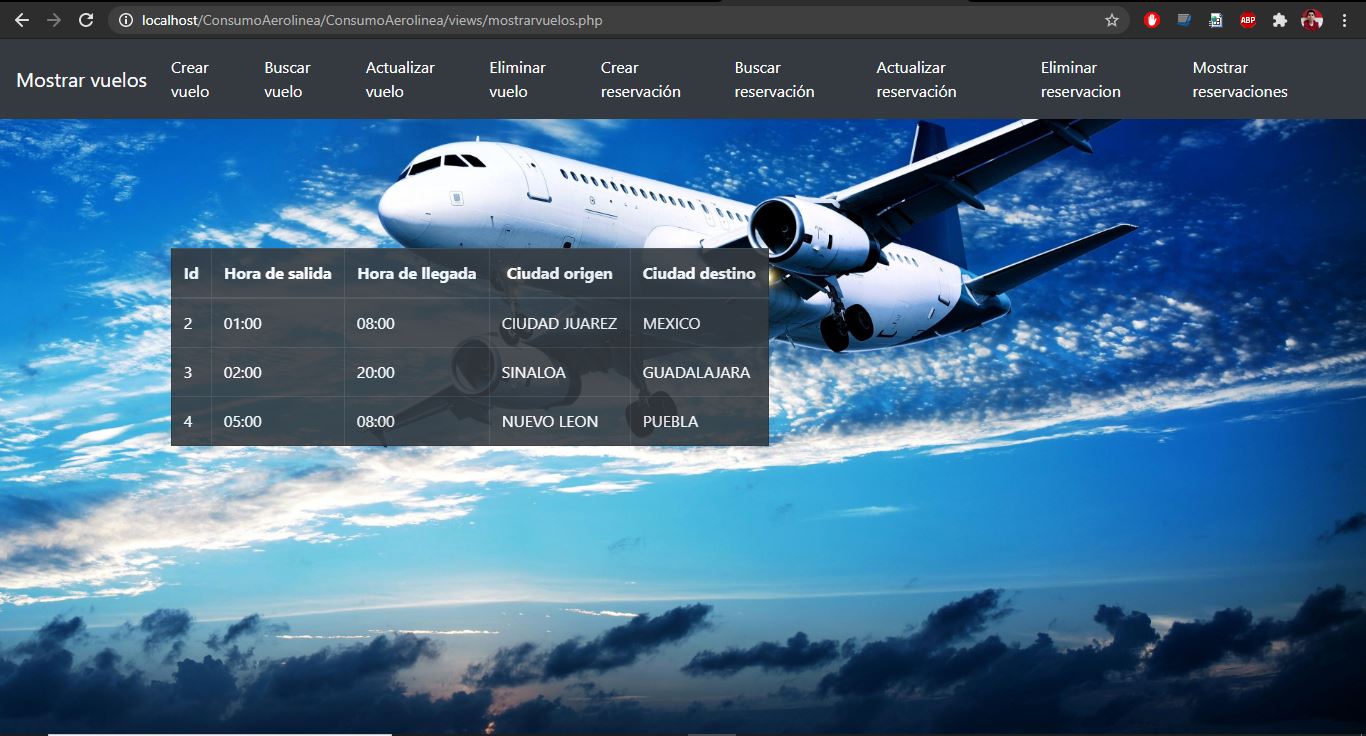 localhost/ConsumoAerolinea/ConsumoAerolinea/views/mostrarvuelos.php
ABP
Mostrar vuelos
Crear vuelo
Buscar vuelo
Actualizar vuelo
Eliminar vuelo
Crear reservación
Buscar reservación
Actualizar reservación
Eliminar reservacion
Mostrar reservaciones
Id Hora de salida Hora de llegada Ciudad origen Ciudad destino
2 01:00 08:00 CIUDAD JUAREZ MEXICO
3 02:00 20:00 SINALOA GUADALAJARA
4 05:00 08:00 NUEVO LEON PUEBLA